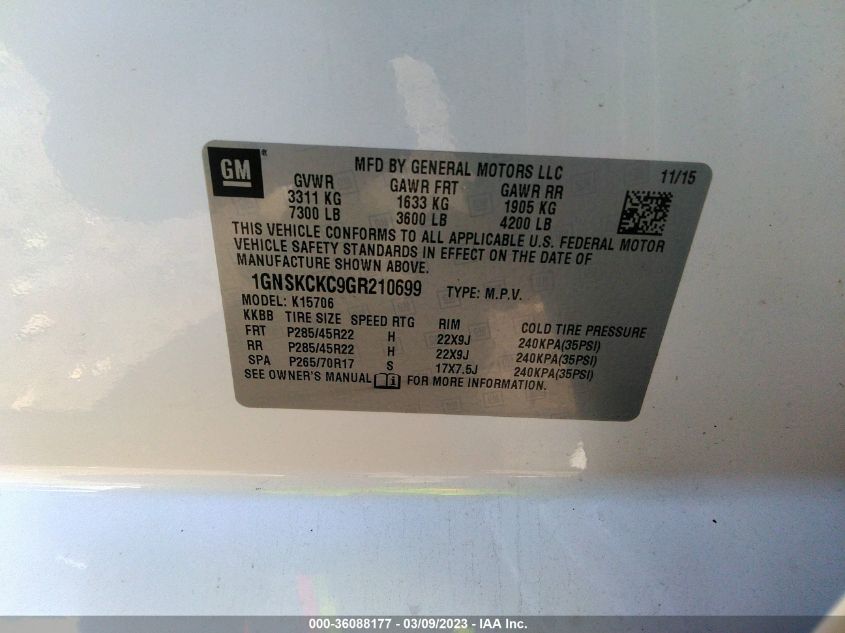 GM
MFD BY GENERAL MOTORS LLC 11/15
GVWR GAWR FRT GAWR RR
3311 KG 1633 KG 1905 KG
7300 LB 3600 LB 4200 LB
THIS VEHICLE CONFORMS TO ALL APPLICABLE U.S. FEDERAL MOTOR
VEHICLE SAFETY STANDARDS IN EFFECT ON THE DATE OF
MANUFACTURE SHOWN ABOVE.
1GNSKCKC9GR210699 TYPE: M.P.V.
MODEL: K15706
KKBB TIRE SIZE SPEED RTG RIM COLD TIRE PRESSURE
FRT P285/45R22 H 22X9J 240KPA(35PSI)
RR P285/45R22 H 22X9J 240KPA(35PSI)
SPA P265/70R17 S 17X7.5J 240KPA(35PSI)
SEE OWNER'S MANUAL FOR MORE INFORMATION.
000-36088177 - 03/09/2023 - IAA Inc.